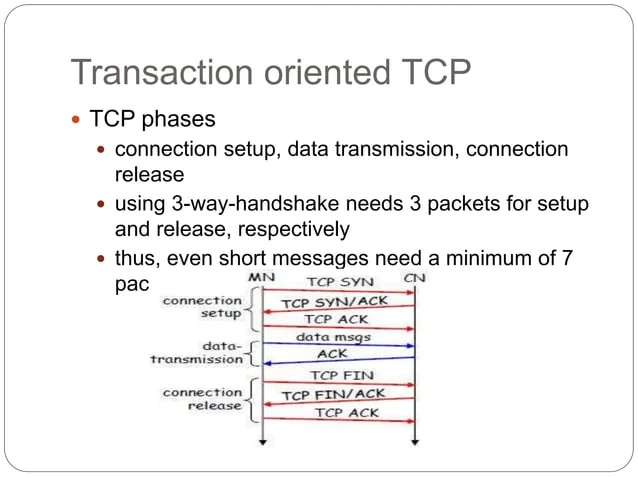 Transaction oriented TCP
• TCP phases
• connection setup, data transmission, connection
release
• using 3-way-handshake needs 3 packets for setup
and release, respectively
• thus, even short messages need a minimum of 7
pac
MN CN
TCP SYN
connection
setup
TCP SYN/ACK
TCP ACK
data-
transmission
data msgs
ACK
connection
release
TCP FIN
TCP FIN/ACK
TCP ACK